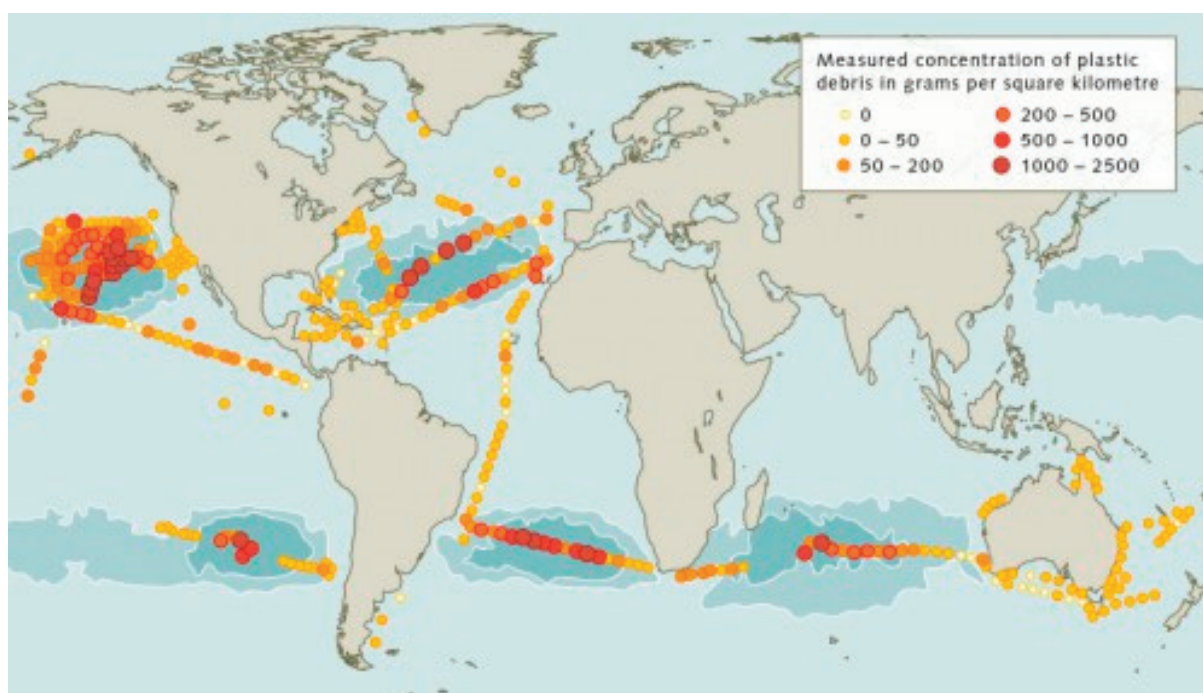 Measured concentration of plastic
debris in grams per square kilometre
0
200 – 500
0 – 50
500 – 1000
50 – 200
1000 – 2500